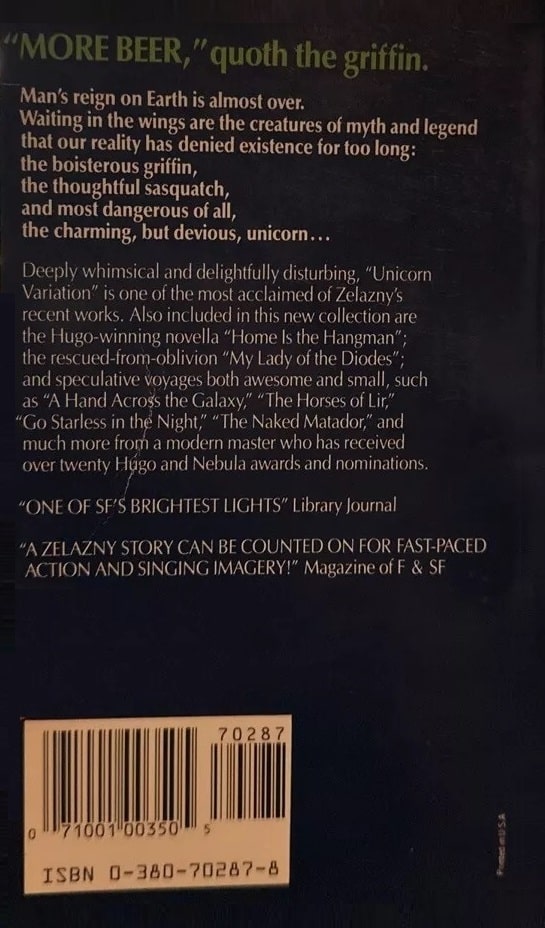 "MORE BEER," quoth the griffin.
Man's reign on Earth is almost over.
Waiting in the wings are the creatures of myth and legend
that our reality has denied existence for too long:
the boisterous griffin,
the thoughtful sasquatch,
and most dangerous of all,
the charming, but devious, unicorn...
Deeply whimsical and delightfully disturbing, "Unicorn
Variation" is one of the most acclaimed of Zelazny's
recent works. Also included in this new collection are
the Hugo-winning novella "Home Is the Hangman";
the rescued-from-oblivion "My Lady of the Diodes";
and speculative voyages both awesome and small, such
as "A Hand Across the Galaxy," "The Horses of Lir,"
"Go Starless in the Night," "The Naked Matador," and
much more from a modern master who has received
over twenty Hugo and Nebula awards and nominations.
"ONE OF SF'S BRIGHTEST LIGHTS" Library Journal
"A ZELAZNY STORY CAN BE COUNTED ON FOR FAST-PACED
ACTION AND SINGING IMAGERY!" Magazine of F & SF
70287
0 71001 00350 5
ISBN 0-380-70287-8
Printed in U.S.A.